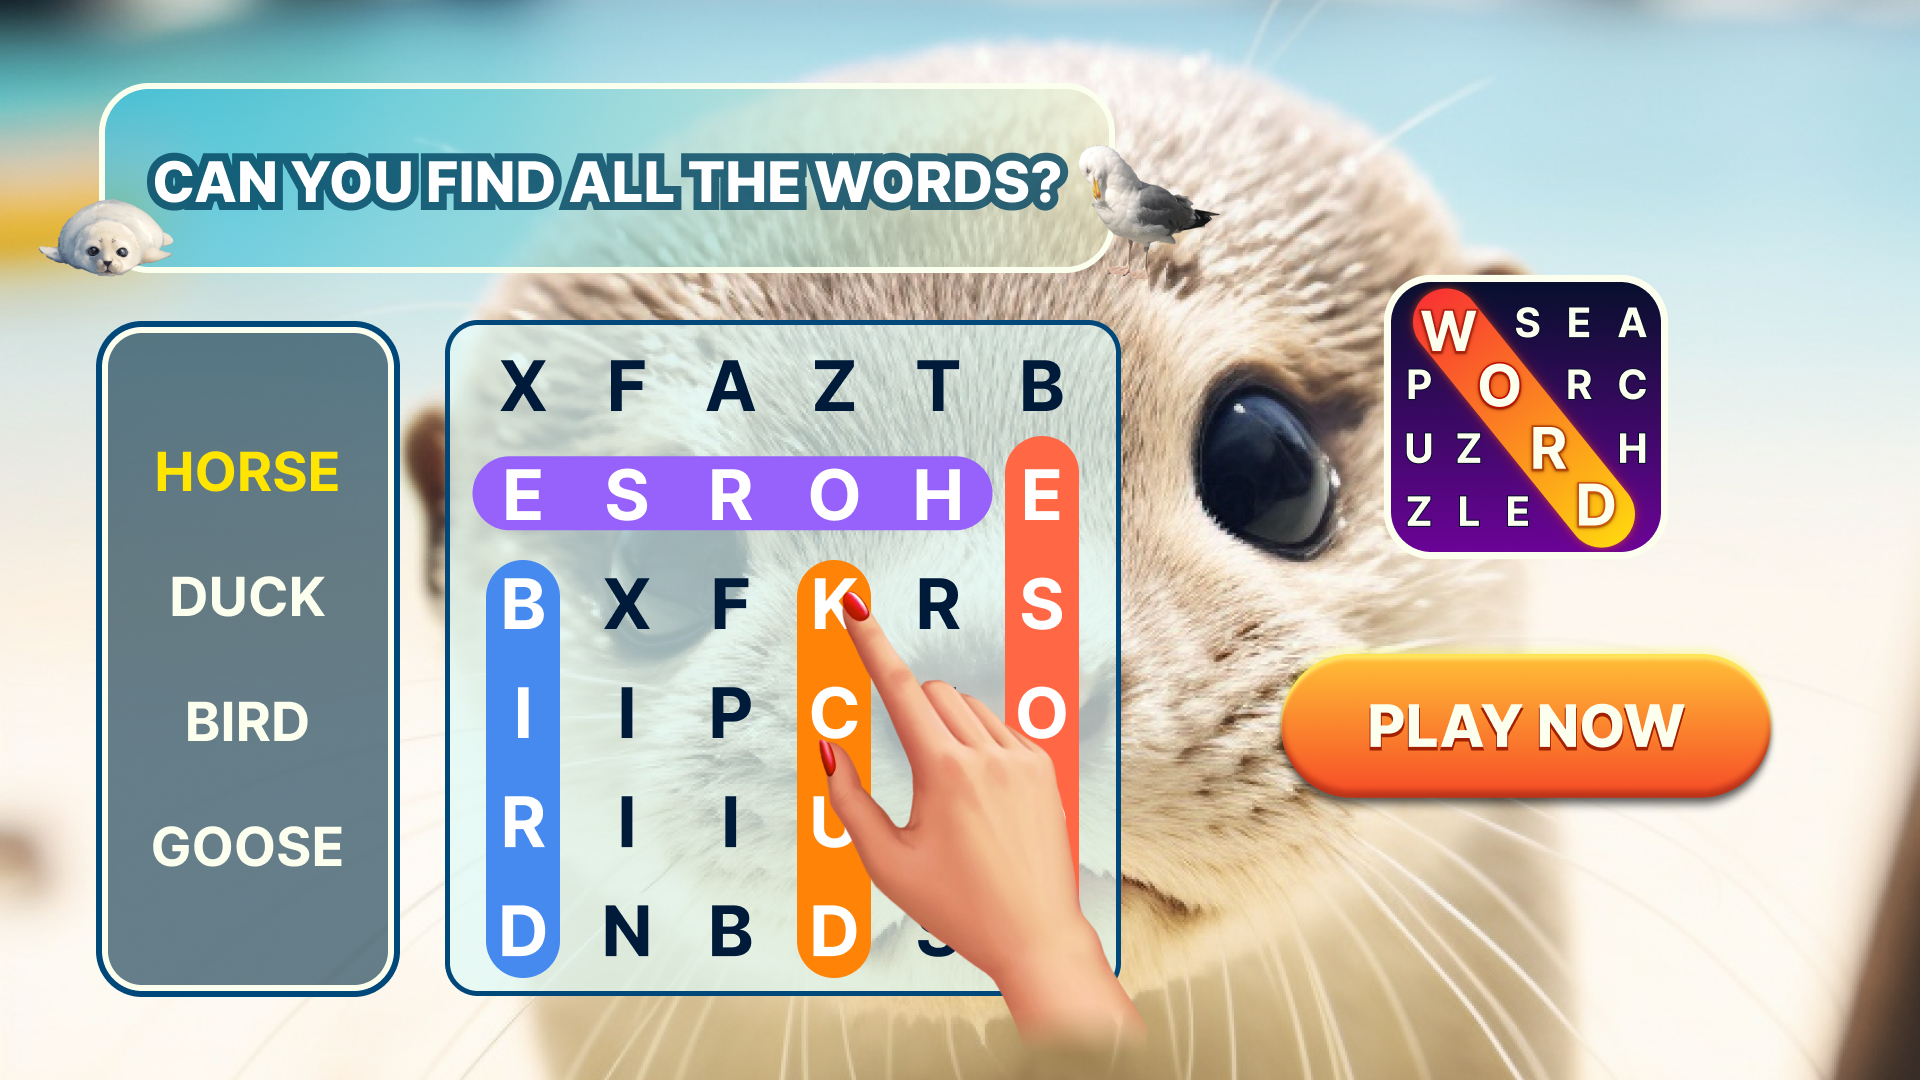 CAN YOU FIND ALL THE WORDS?
HORSE
DUCK
BIRD
GOOSE
X F A Z T B
E S R O H E
B X F K R S
I I P C O
R I I U
D N B D S
W S E A
P O R C
U Z R H
Z L E D
PLAY NOW